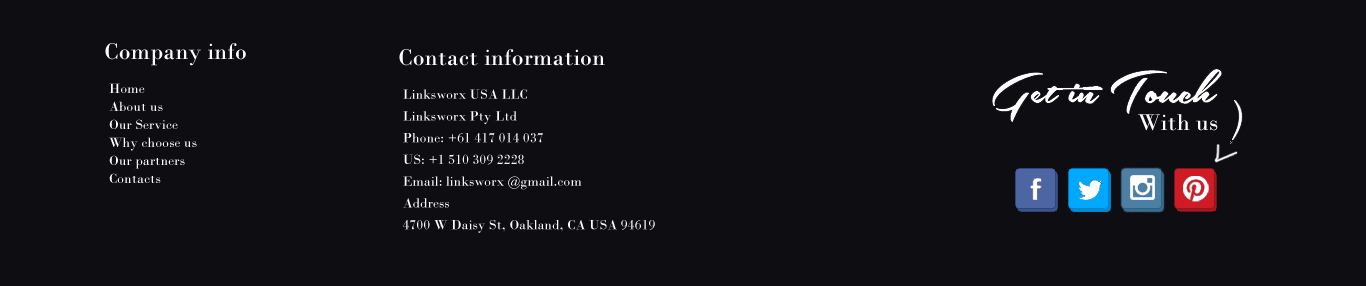 Company info
Home
About us
Our Service
Why choose us
Our partners
Contacts
Contact information
Linksworx USA LLC
Linksworx Pty Ltd
Phone: +61 417 014 037
US: +1 510 309 2228
Email: linksworx @gmail.com
Address
4700 W Daisy St, Oakland, CA USA 94619
Get in Touch
With us